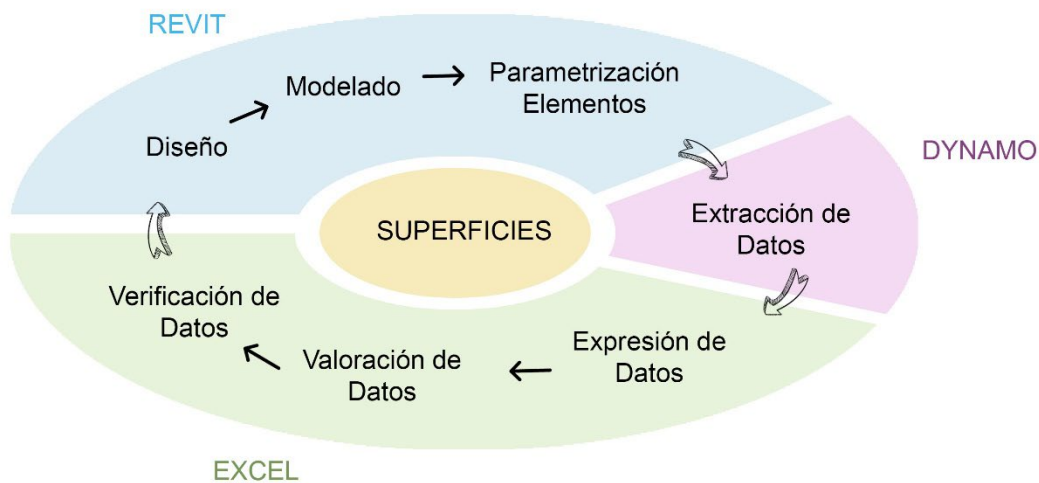 REVIT
Modelado
Parametrización
Elementos
Diseño
DYNAMO
Extracción de
Datos
SUPERFICIES
Verificación de
Datos
Valoración de
Datos
Expresión de
Datos
EXCEL